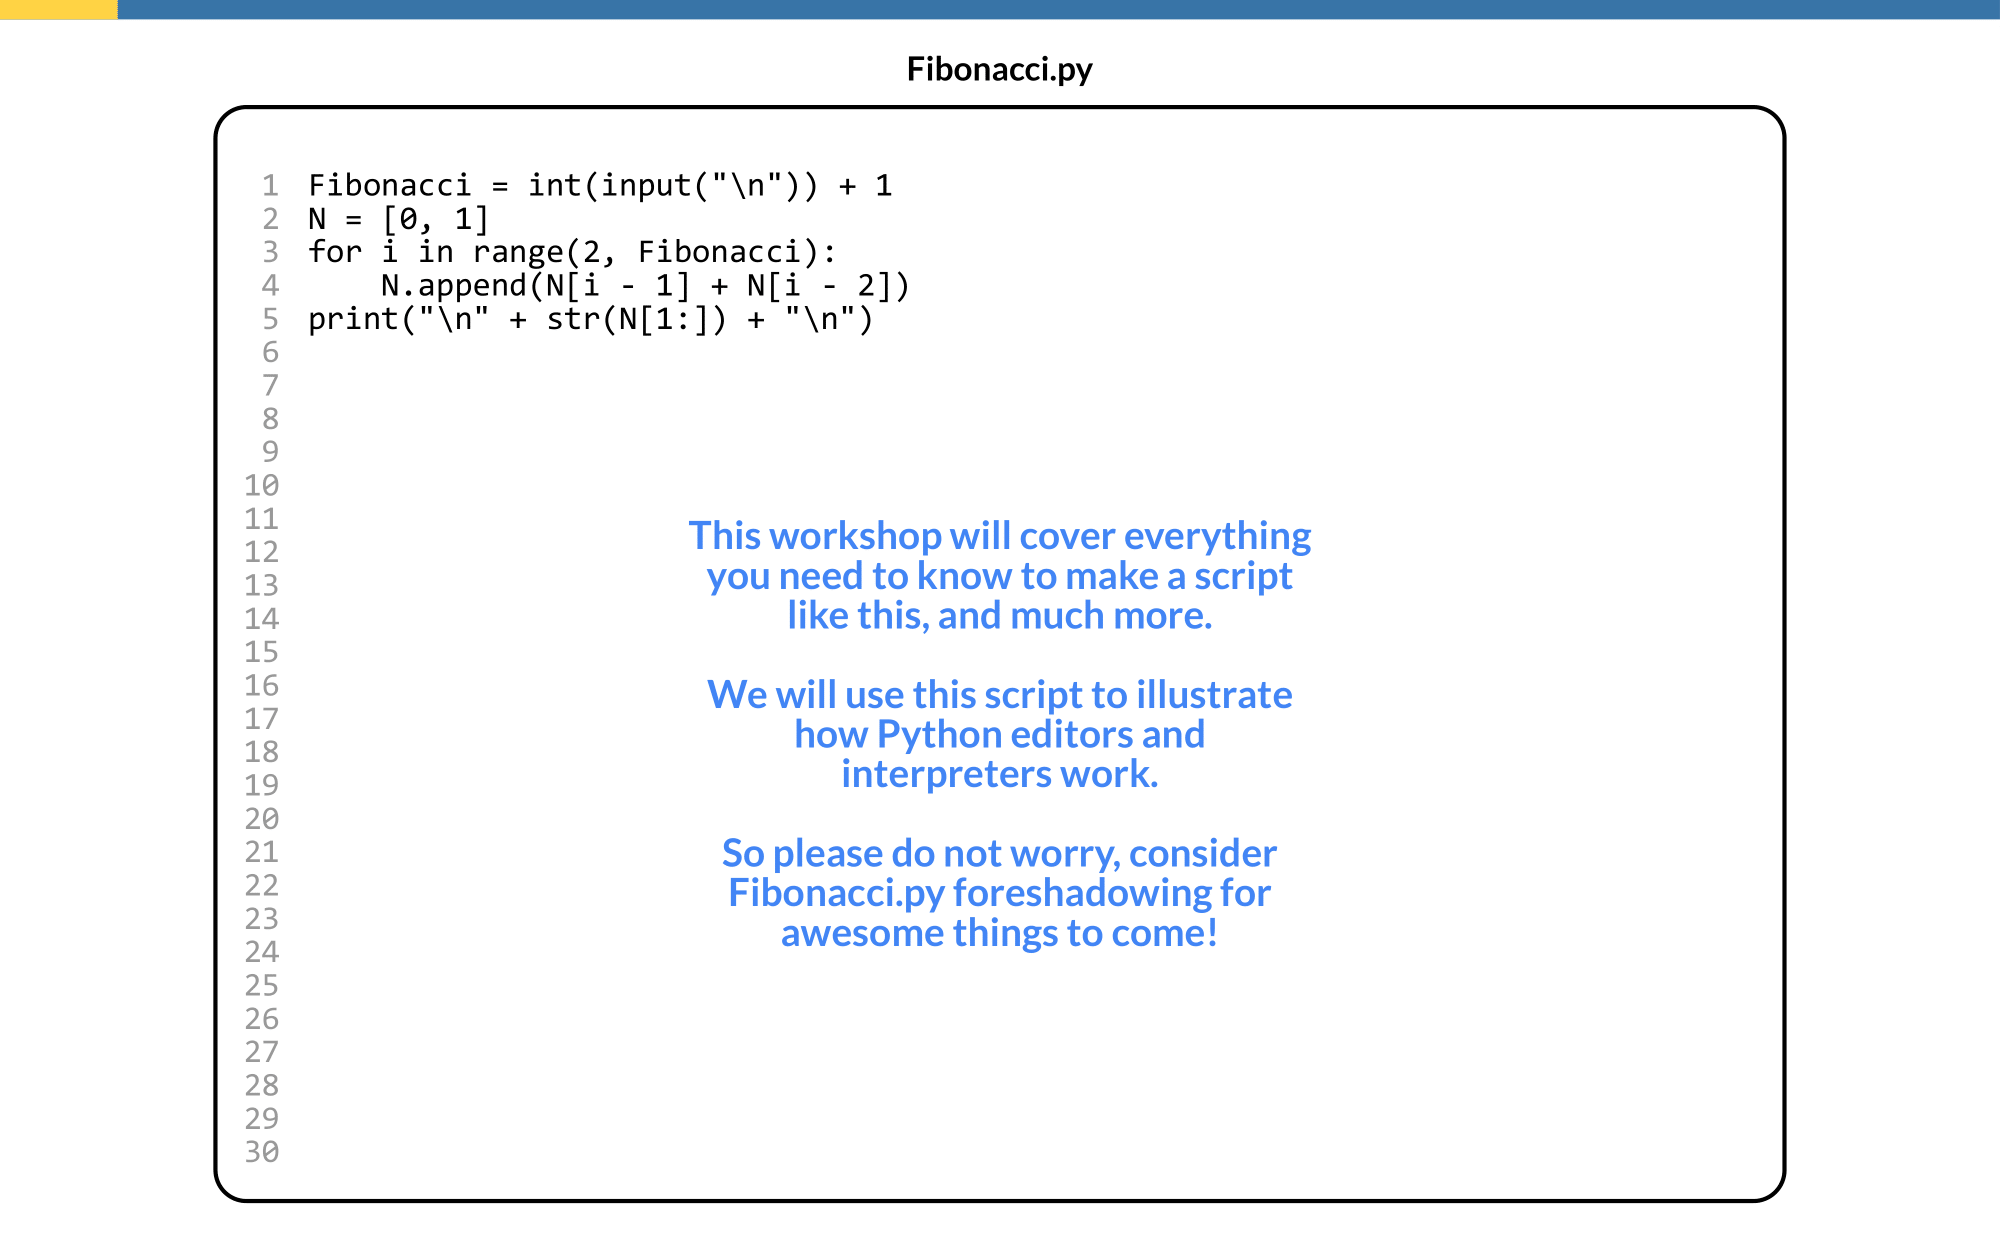 Fibonacci.py
1 Fibonacci = int(input("\n")) + 1
2 N = [0, 1]
3 for i in range(2, Fibonacci):
4     N.append(N[i - 1] + N[i - 2])
5 print("\n" + str(N[1:]) + "\n")
6
7
8
9
10
11
12
13
14
15
16
17
18
19
20
21
22
23
24
25
26
27
28
29
30
This workshop will cover everything
you need to know to make a script
like this, and much more.
We will use this script to illustrate
how Python editors and
interpreters work.
So please do not worry, consider
Fibonacci.py foreshadowing for
awesome things to come!